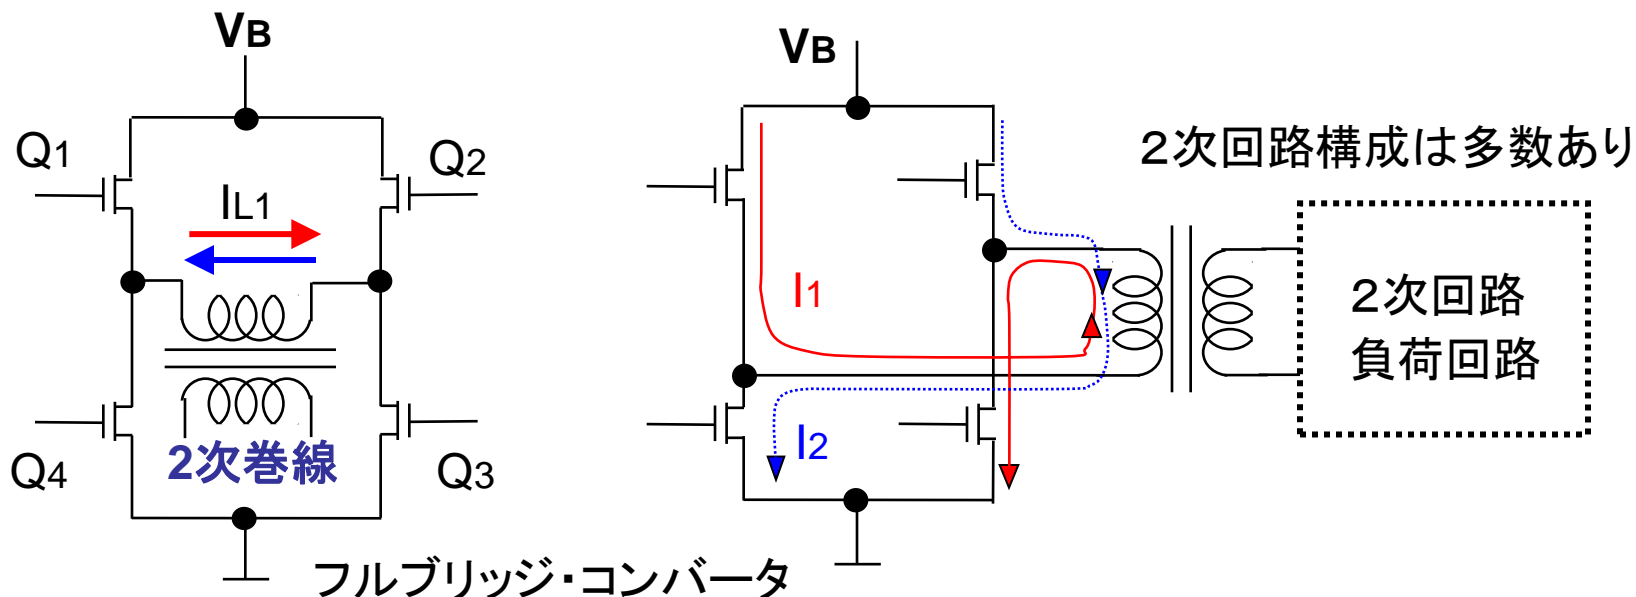 VB
Q1
Q2
IL1
Q4
Q3
2次巻線
VB
I1
I2
２次回路構成は多数あり
２次回路
負荷回路
フルブリッジ・コンバータ